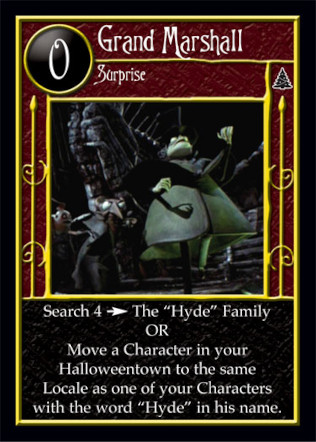 0
Grand Marshall
Surprise
Search 4 ➛ The “Hyde” Family
OR
Move a Character in your
Halloweentown to the same
Locale as one of your Characters
with the word “Hyde” in his name.